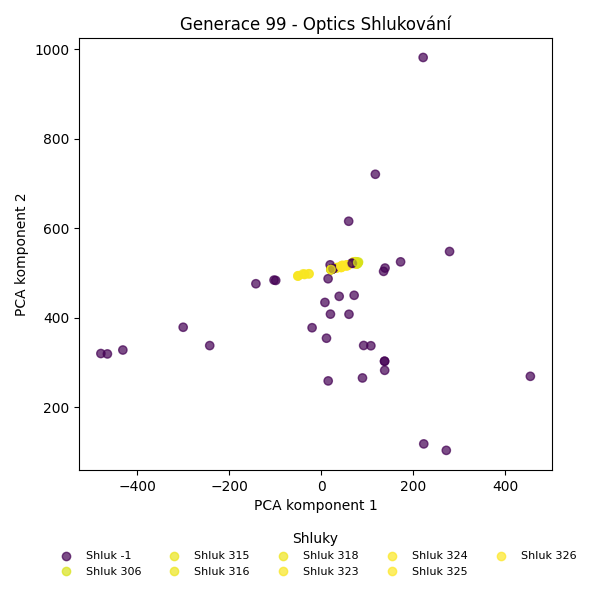 Generace 99 - Optics Shlukování
1000
800
600
400
200
PCA komponent 2
−400
−200
0
200
400
PCA komponent 1
Shluky
Shluk -1
Shluk 315
Shluk 318
Shluk 324
Shluk 326
Shluk 306
Shluk 316
Shluk 323
Shluk 325